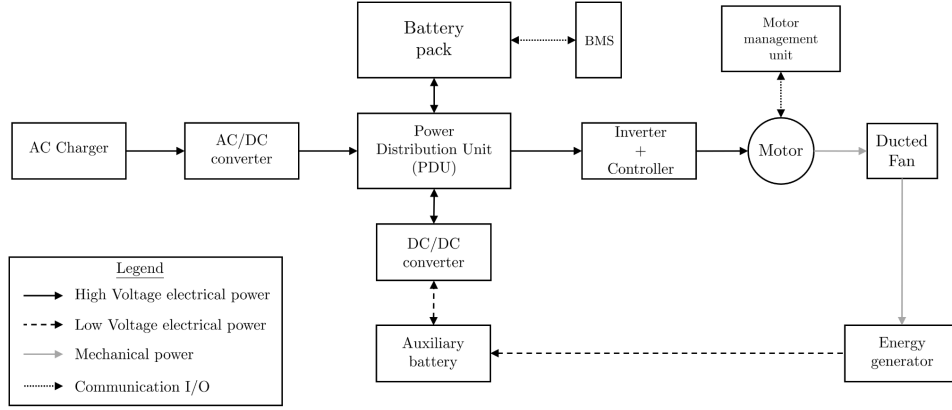 Battery
pack
BMS
Motor
management
unit
AC Charger
AC/DC
converter
Power
Distribution Unit
(PDU)
Inverter
+
Controller
Motor
Ducted
Fan
DC/DC
converter
Auxiliary
battery
Energy
generator
Legend
High Voltage electrical power
Low Voltage electrical power
Mechanical power
Communication I/O